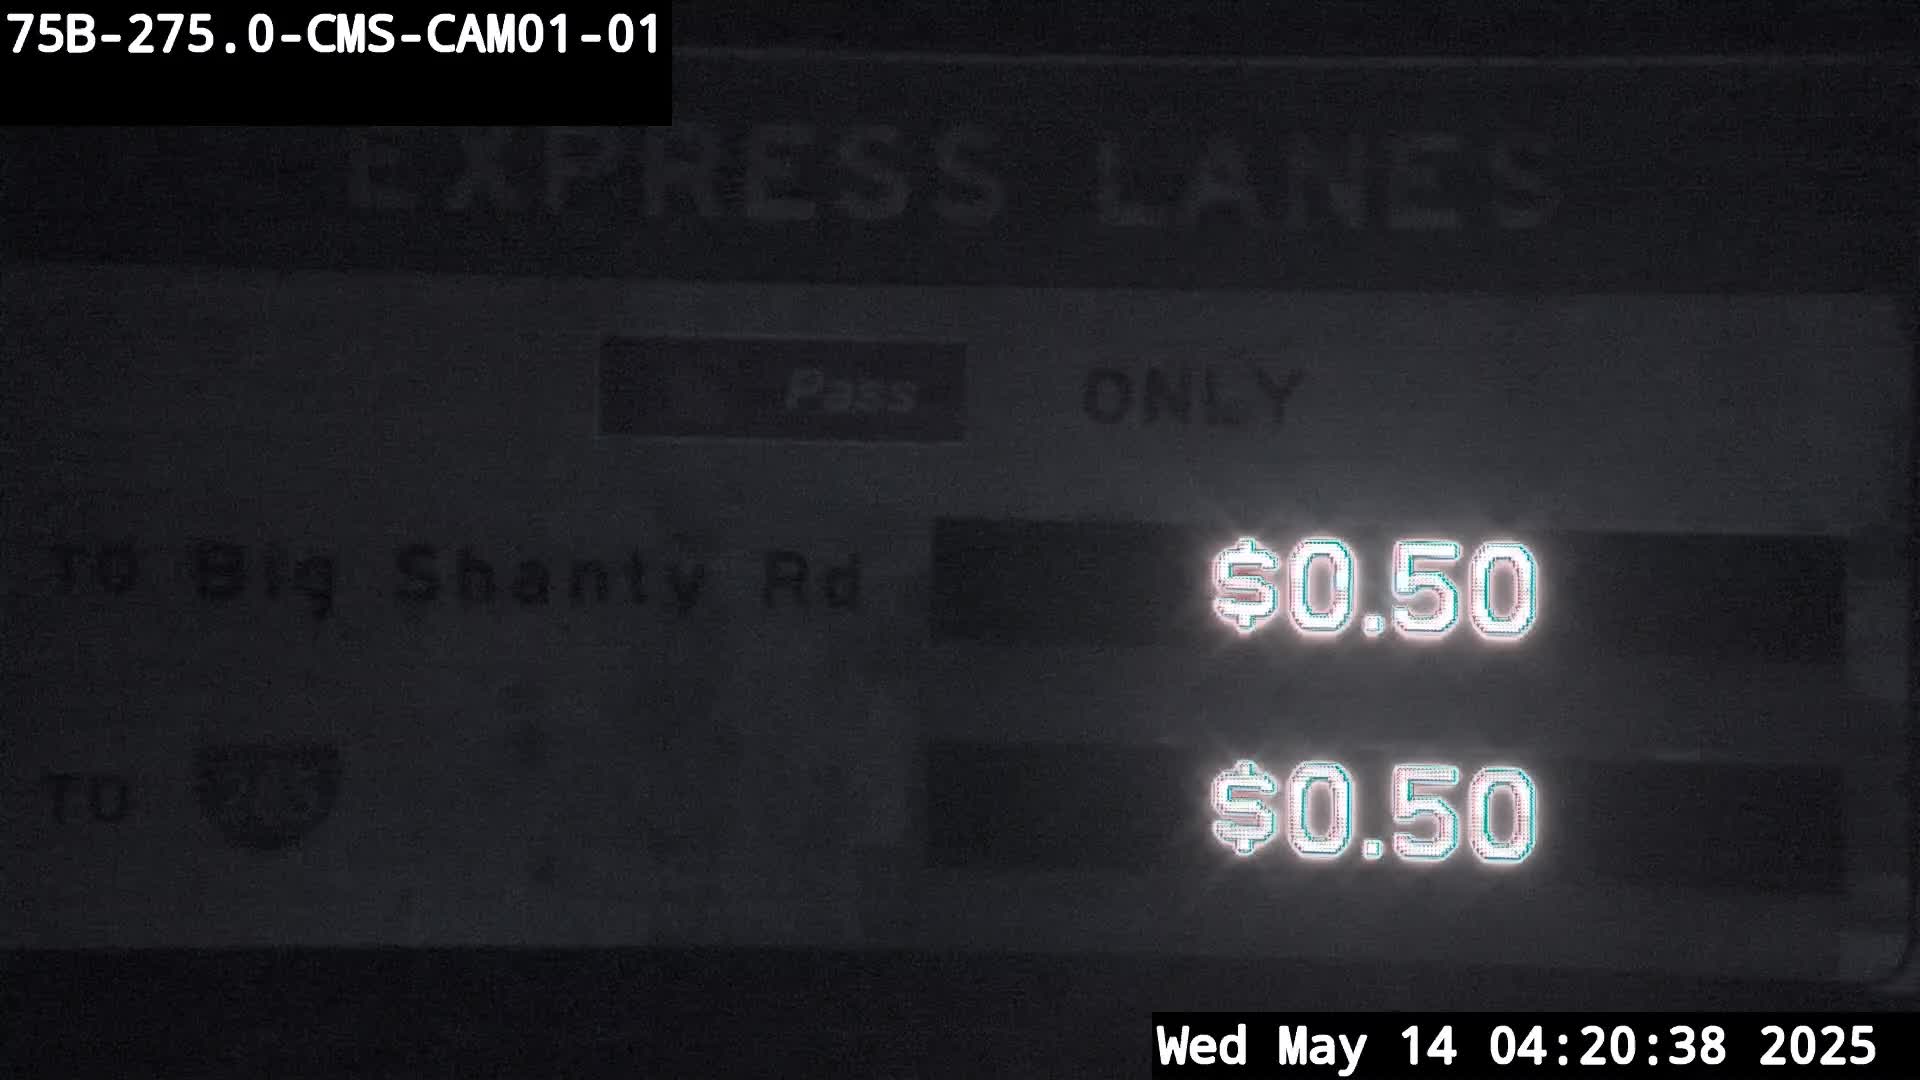 75B-275.0-CMS-CAM01-01
EXPRESS LANES
Pass ONLY
TO Big Shanty Rd $0.50
TO $0.50
Wed May 14 04:20:38 2025